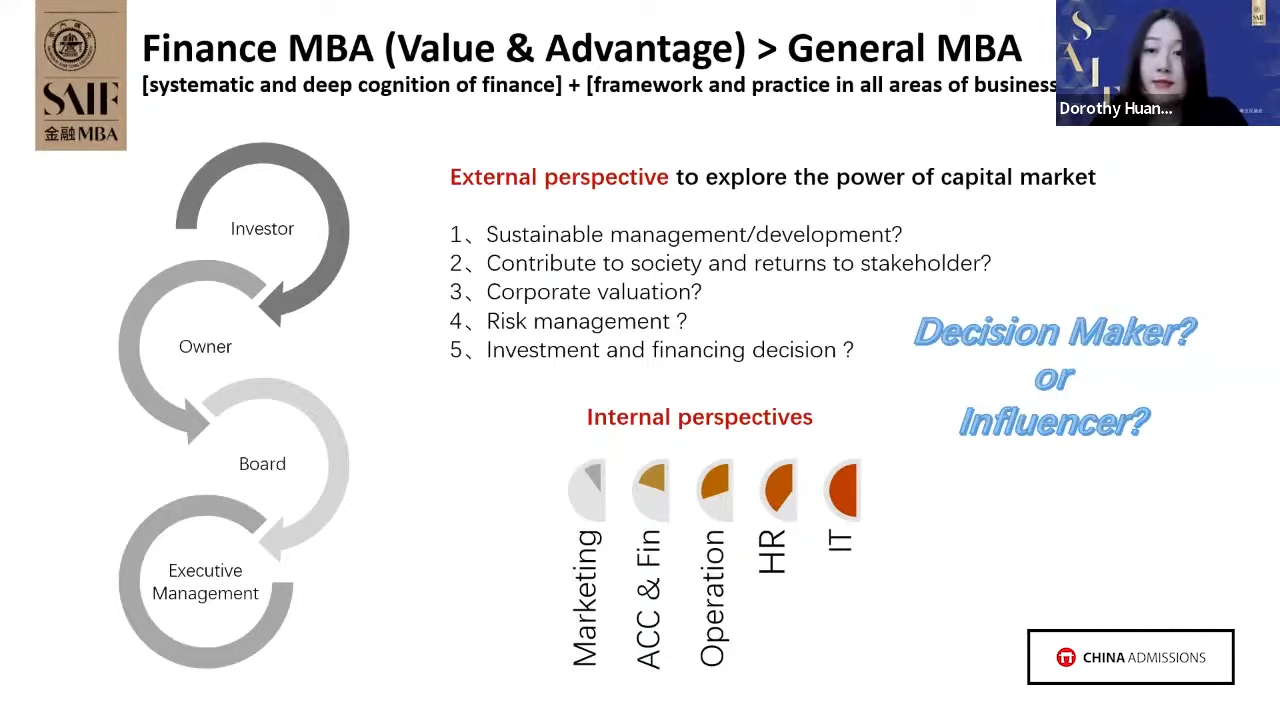 Finance MBA (Value & Advantage) > General MBA
[systematic and deep cognition of finance] + [framework and practice in all areas of business
SAIF
金融MBA
SAIF
Dorothy Huan...
Investor
Owner
Board
Executive
Management
External perspective to explore the power of capital market
1、Sustainable management/development?
2、Contribute to society and returns to stakeholder?
3、Corporate valuation?
4、Risk management ?
5、Investment and financing decision ?
Decision Maker?
or
Influencer?
Internal perspectives
Marketing
ACC & Fin
Operation
HR
IT
CHINA ADMISSIONS